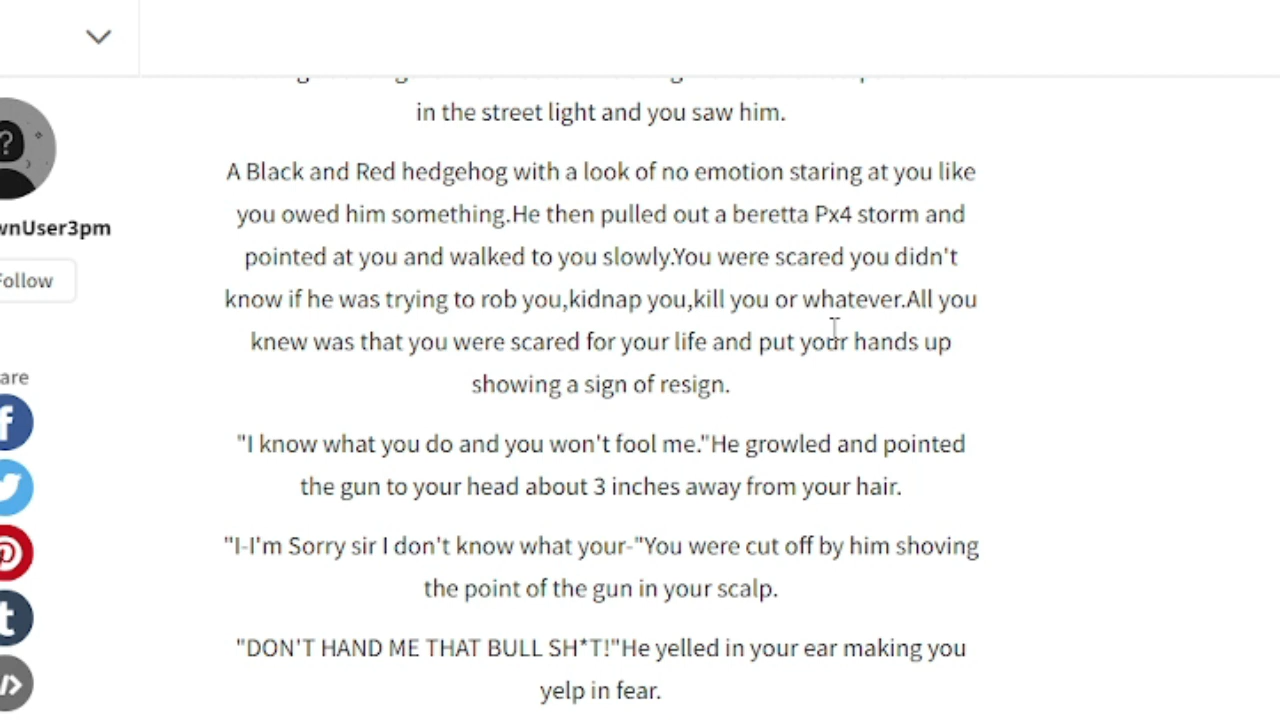 in the street light and you saw him.
A Black and Red hedgehog with a look of no emotion staring at you like
you owed him something.He then pulled out a beretta Px4 storm and
pointed at you and walked to you slowly.You were scared you didn't
know if he was trying to rob you,kidnap you,kill you or whatever.All you
knew was that you were scared for your life and put your hands up
showing a sign of resign.
"I know what you do and you won't fool me."He growled and pointed
the gun to your head about 3 inches away from your hair.
"I-I'm Sorry sir I don't know what your-"You were cut off by him shoving
the point of the gun in your scalp.
"DON'T HAND ME THAT BULL SH*T!"He yelled in your ear making you
yelp in fear.
?
wnUser3pm
Follow
are
f
t